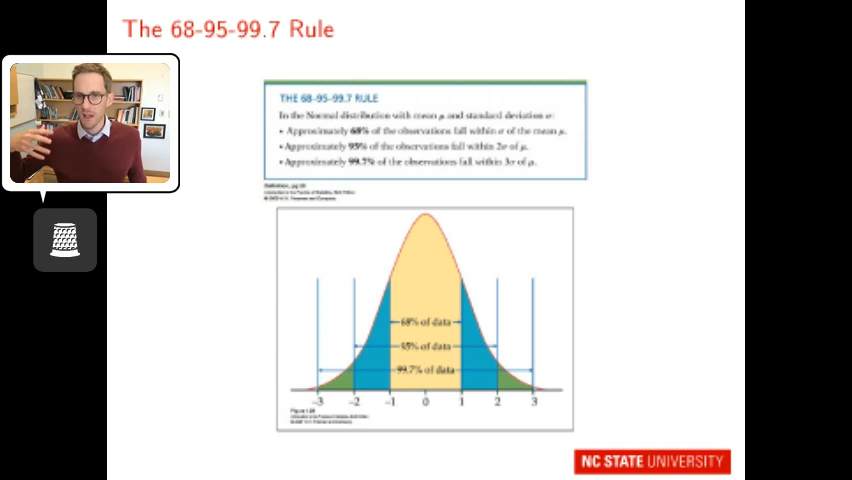 The 68-95-99.7 Rule
THE 68–95–99.7 RULE
In the Normal distribution with mean μ and standard deviation σ:
• Approximately 68% of the observations fall within σ of the mean μ.
• Approximately 95% of the observations fall within 2σ of μ.
• Approximately 99.7% of the observations fall within 3σ of μ.
68% of data
95% of data
99.7% of data
-3 -2 -1 0 1 2 3
NC STATE UNIVERSITY